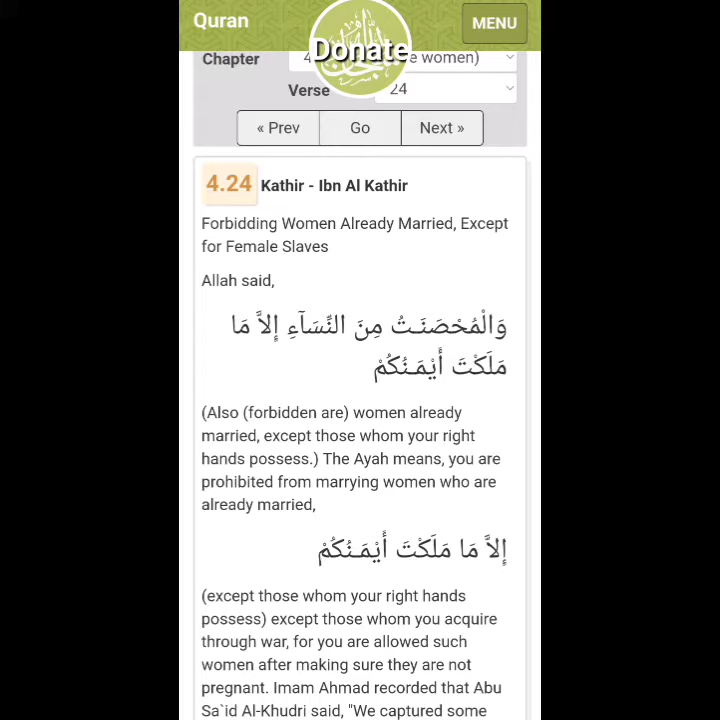 Quran
MENU
Donate
Chapter
4
e women)
Verse
24
« Prev
Go
Next »
4.24 Kathir - Ibn Al Kathir
Forbidding Women Already Married, Except
for Female Slaves
Allah said,
وَالْمُحْصَنَـتُ مِنَ النِّسَآءِ إِلاَّ مَا
مَلَكْتَ أَيْمَـنُكُمْ
(Also (forbidden are) women already
married, except those whom your right
hands possess.) The Ayah means, you are
prohibited from marrying women who are
already married,
إِلاَّ مَا مَلَكْتَ أَيْمَـنُكُمْ
(except those whom your right hands
possess) except those whom you acquire
through war, for you are allowed such
women after making sure they are not
pregnant. Imam Ahmad recorded that Abu
Sa`id Al-Khudri said, "We captured some